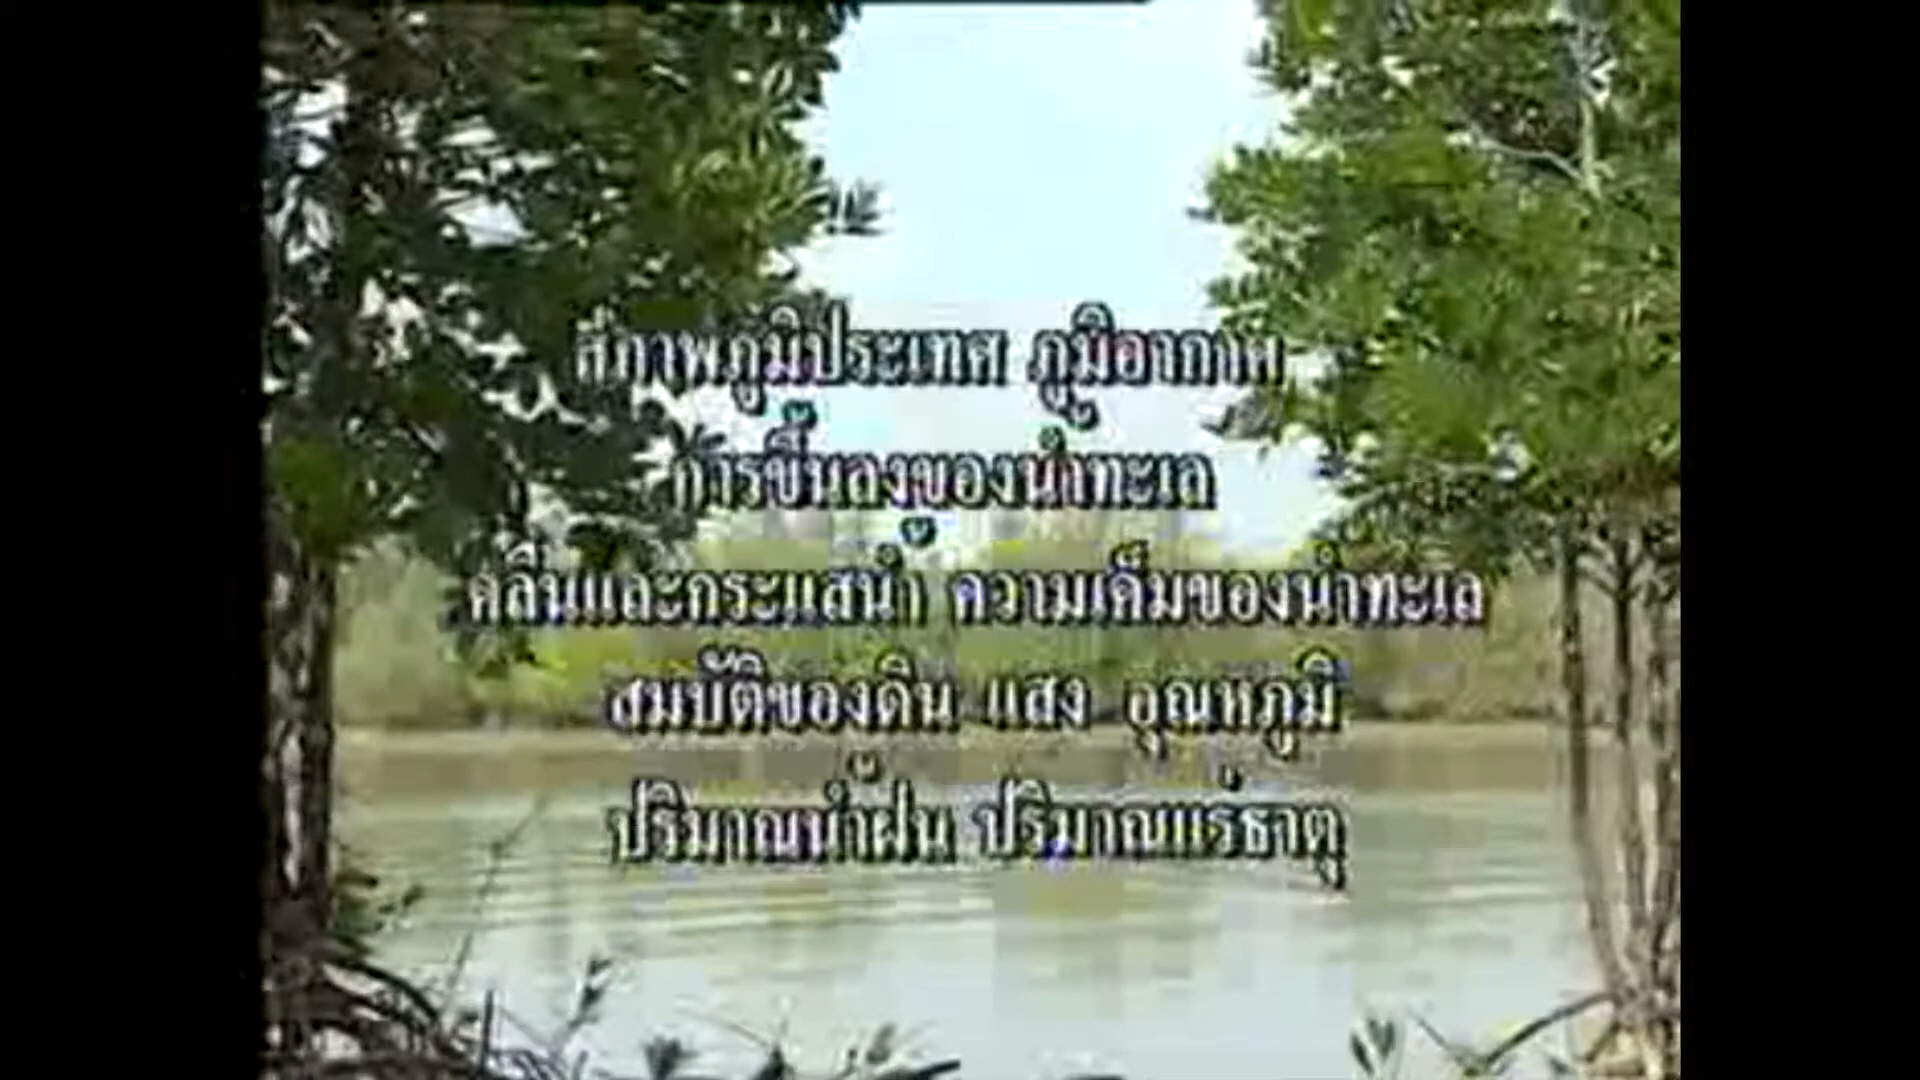 สภาพภูมิประเทศ ภูมิอากาศ
การขึ้นลงของน้ำทะเล
คลื่นและกระแสน้ำ ความเค็มของน้ำทะเล
สมบัติของดิน แสง อุณหภูมิ
ปริมาณน้ำฝน ปริมาณแร่ธาตุ